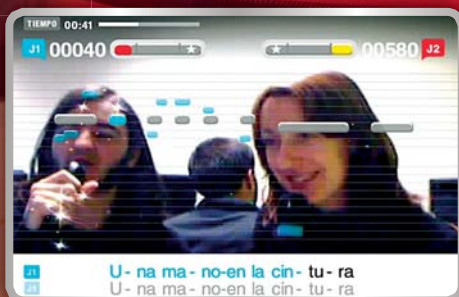 TIEMPO 00:41
J1 00040 00580 J2
J1 U- na ma- no-en la cin- tu- ra
J1 U- na ma- no-en la cin- tu- ra